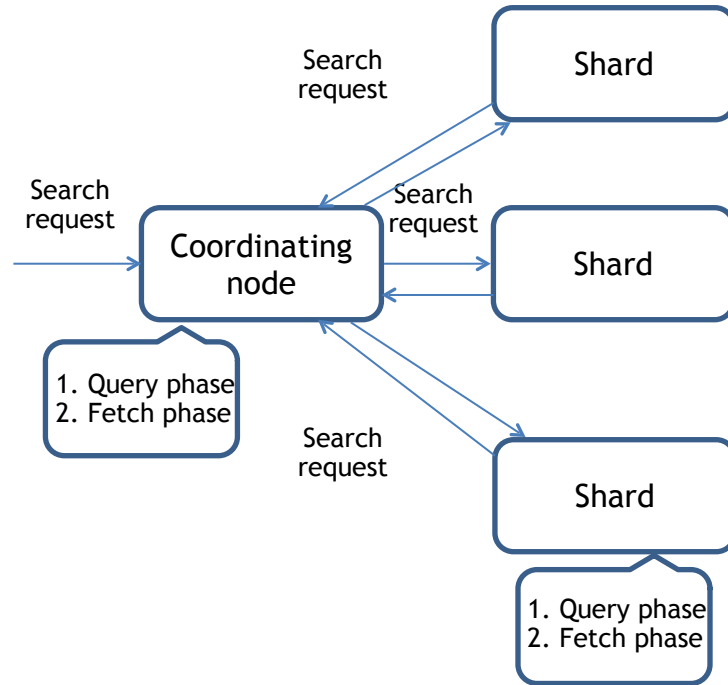 Search
request
Shard
Search
request
Search
request
Coordinating
node
Shard
1. Query phase
2. Fetch phase
Search
request
Shard
1. Query phase
2. Fetch phase